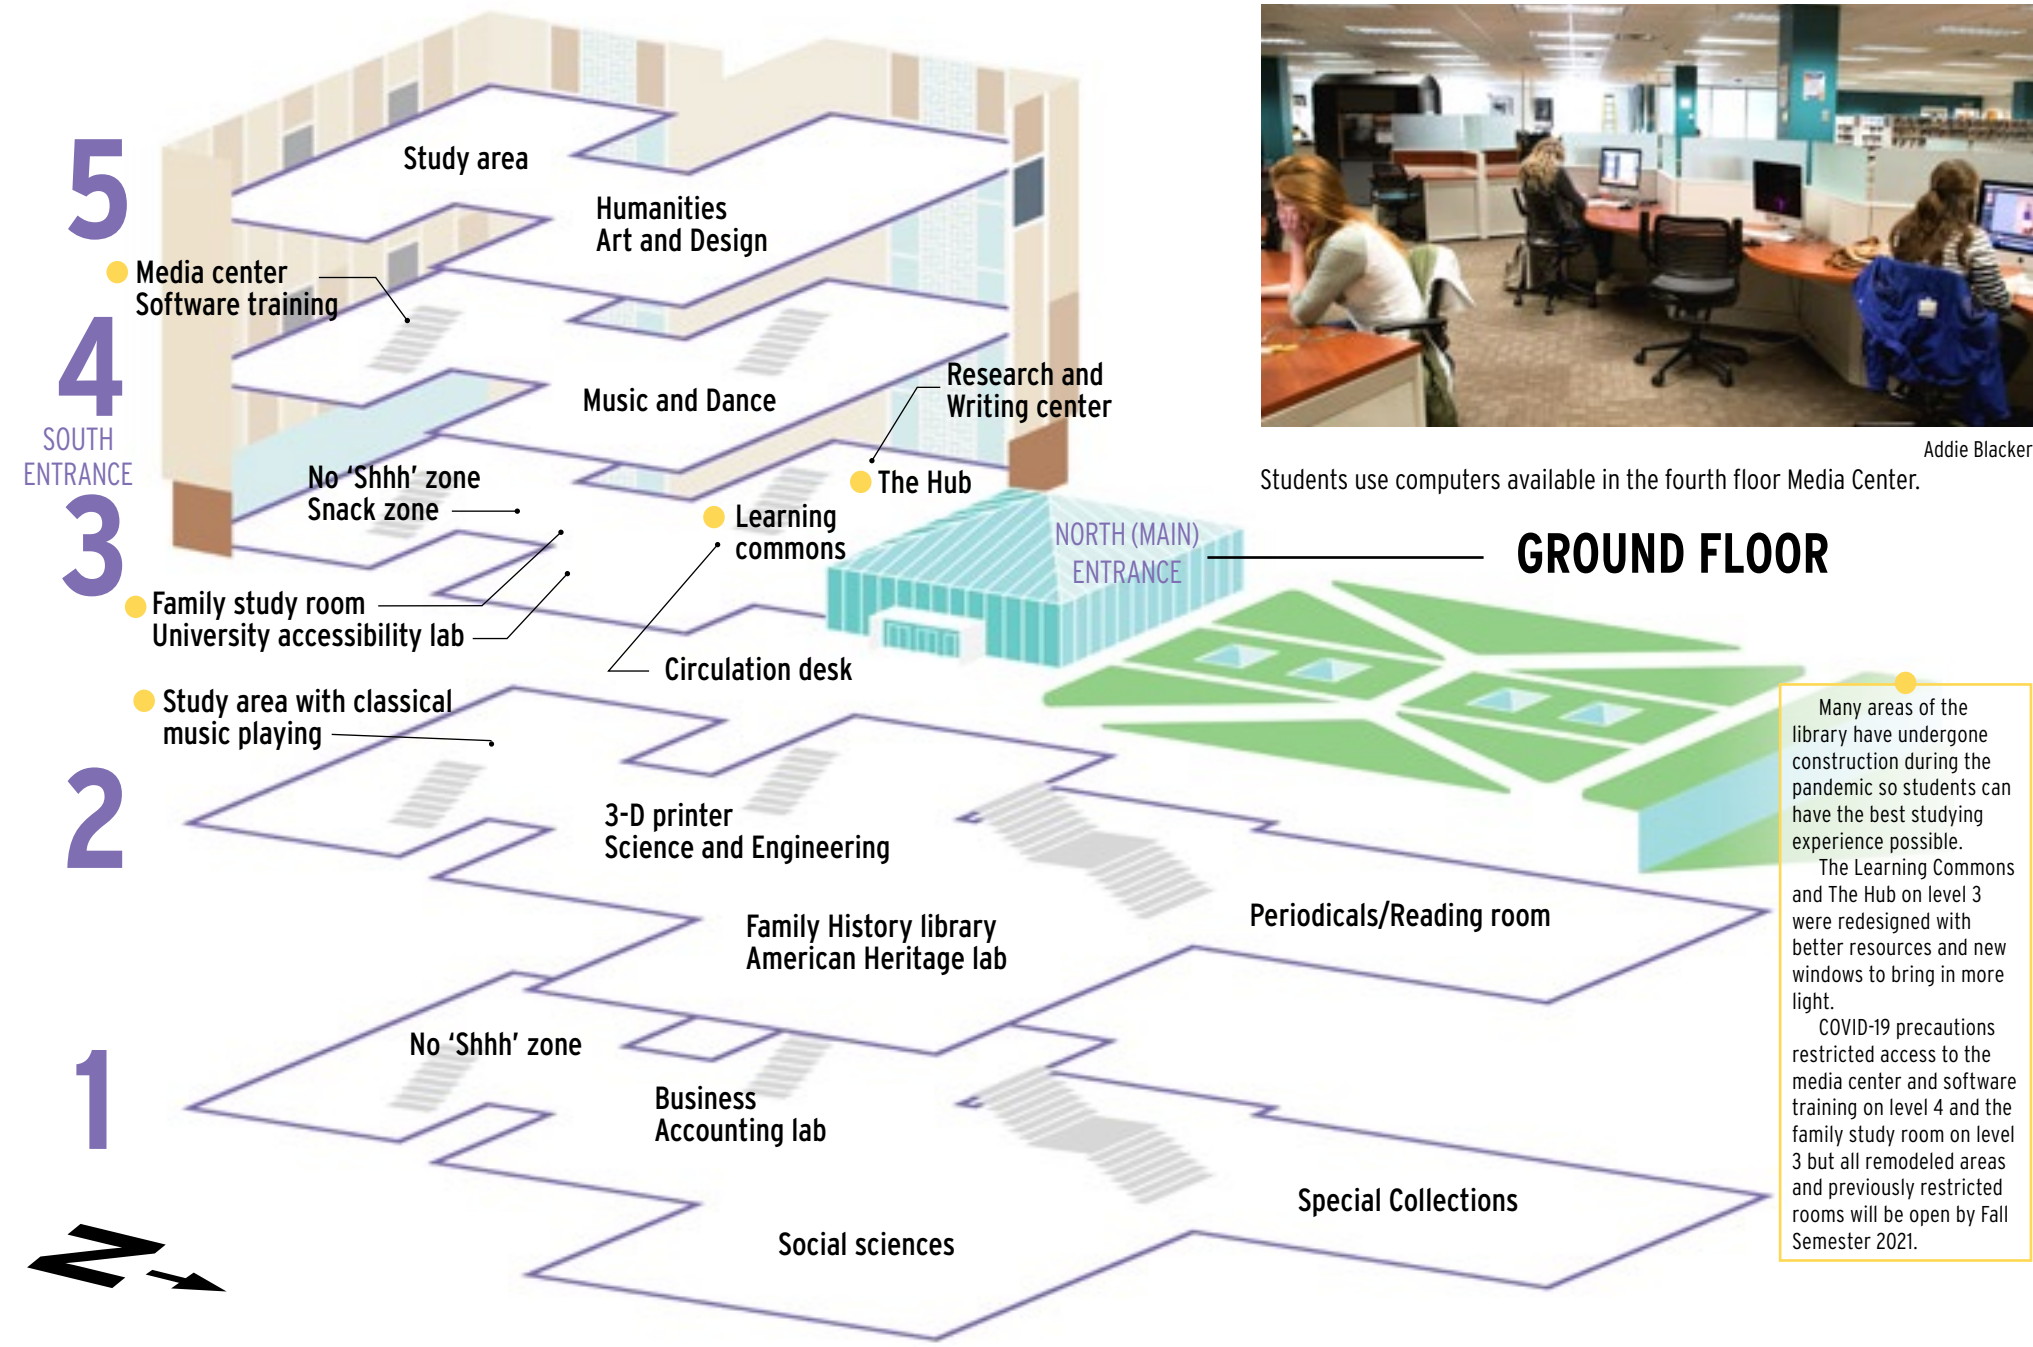 5
Study area
Humanities
Art and Design
Media center
Software training
4
Music and Dance
SOUTH
ENTRANCE
Research and
Writing center
The Hub
No ‘Shhh’ zone
Snack zone
3
Learning
commons
Family study room
University accessibility lab
Circulation desk
NORTH (MAIN)
ENTRANCE
GROUND FLOOR
Addie Blacker
Students use computers available in the fourth floor Media Center.
Study area with classical
music playing
2
3-D printer
Science and Engineering
Family History library
American Heritage lab
Periodicals/Reading room
1
No ‘Shhh’ zone
Business
Accounting lab
Social sciences
Special Collections
N
Many areas of the
library have undergone
construction during the
pandemic so students can
have the best studying
experience possible.
The Learning Commons
and The Hub on level 3
were redesigned with
better resources and new
windows to bring in more
light.
COVID-19 precautions
restricted access to the
media center and software
training on level 4 and the
family study room on level
3 but all remodeled areas
and previously restricted
rooms will be open by Fall
Semester 2021.